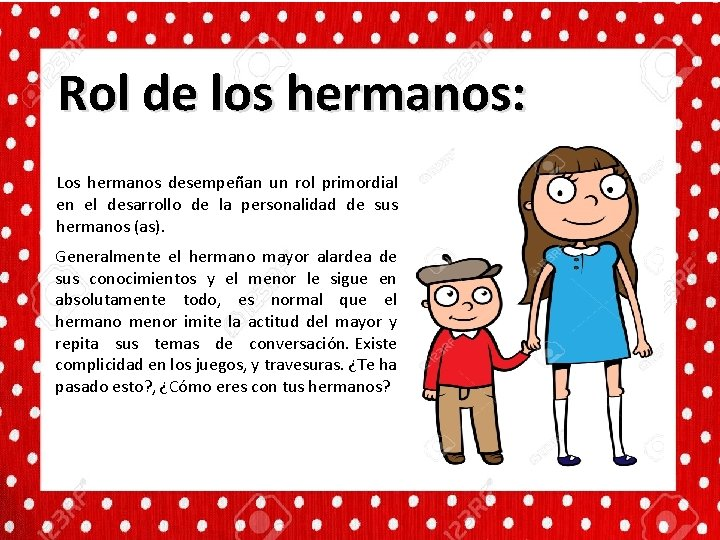 Rol de los hermanos:
Los hermanos desempeñan un rol primordial
en el desarrollo de la personalidad de sus
hermanos (as).
Generalmente el hermano mayor alardea de
sus conocimientos y el menor le sigue en
absolutamente todo, es normal que el
hermano menor imite la actitud del mayor y
repita sus temas de conversación. Existe
complicidad en los juegos, y travesuras. ¿Te ha
pasado esto?, ¿Cómo eres con tus hermanos?
123RF